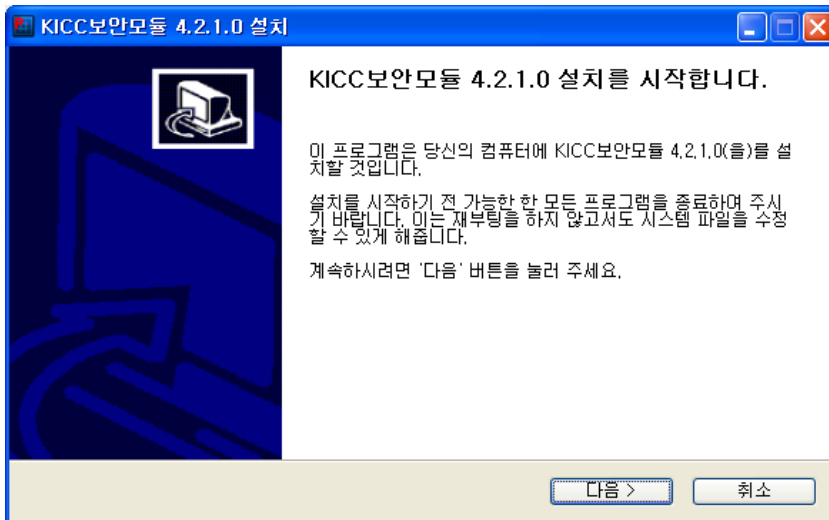 KICC보안모듈 4.2.1.0 설치
KICC보안모듈 4.2.1.0 설치를 시작합니다.
이 프로그램은 당신의 컴퓨터에 KICC보안모듈 4.2.1.0(을)를 설
치할 것입니다.
설치를 시작하기 전 가능한 한 모든 프로그램을 종료하여 주시
기 바랍니다. 이는 재부팅을 하지 않고서도 시스템 파일을 수정
할 수 있게 해줍니다.
계속하시려면 '다음' 버튼을 눌러 주세요.
다음 >
취소